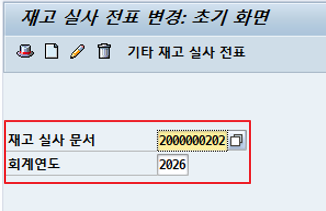 재고 실사 전표 변경: 초기 화면
기타 재고 실사 전표
재고 실사 문서 2000000202
회계연도 2026